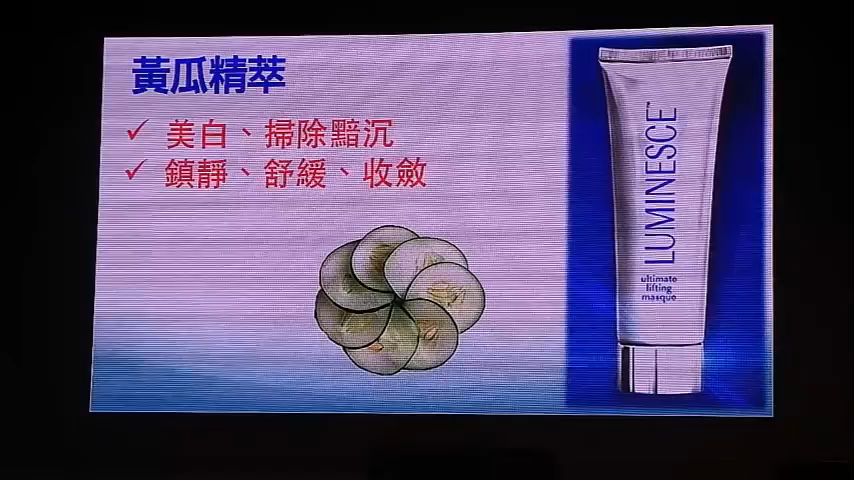 黃瓜精萃
✓ 美白、掃除黯沉
✓ 鎮靜、舒緩、收斂
LUMINESCE™
ultimate
lifting
masque